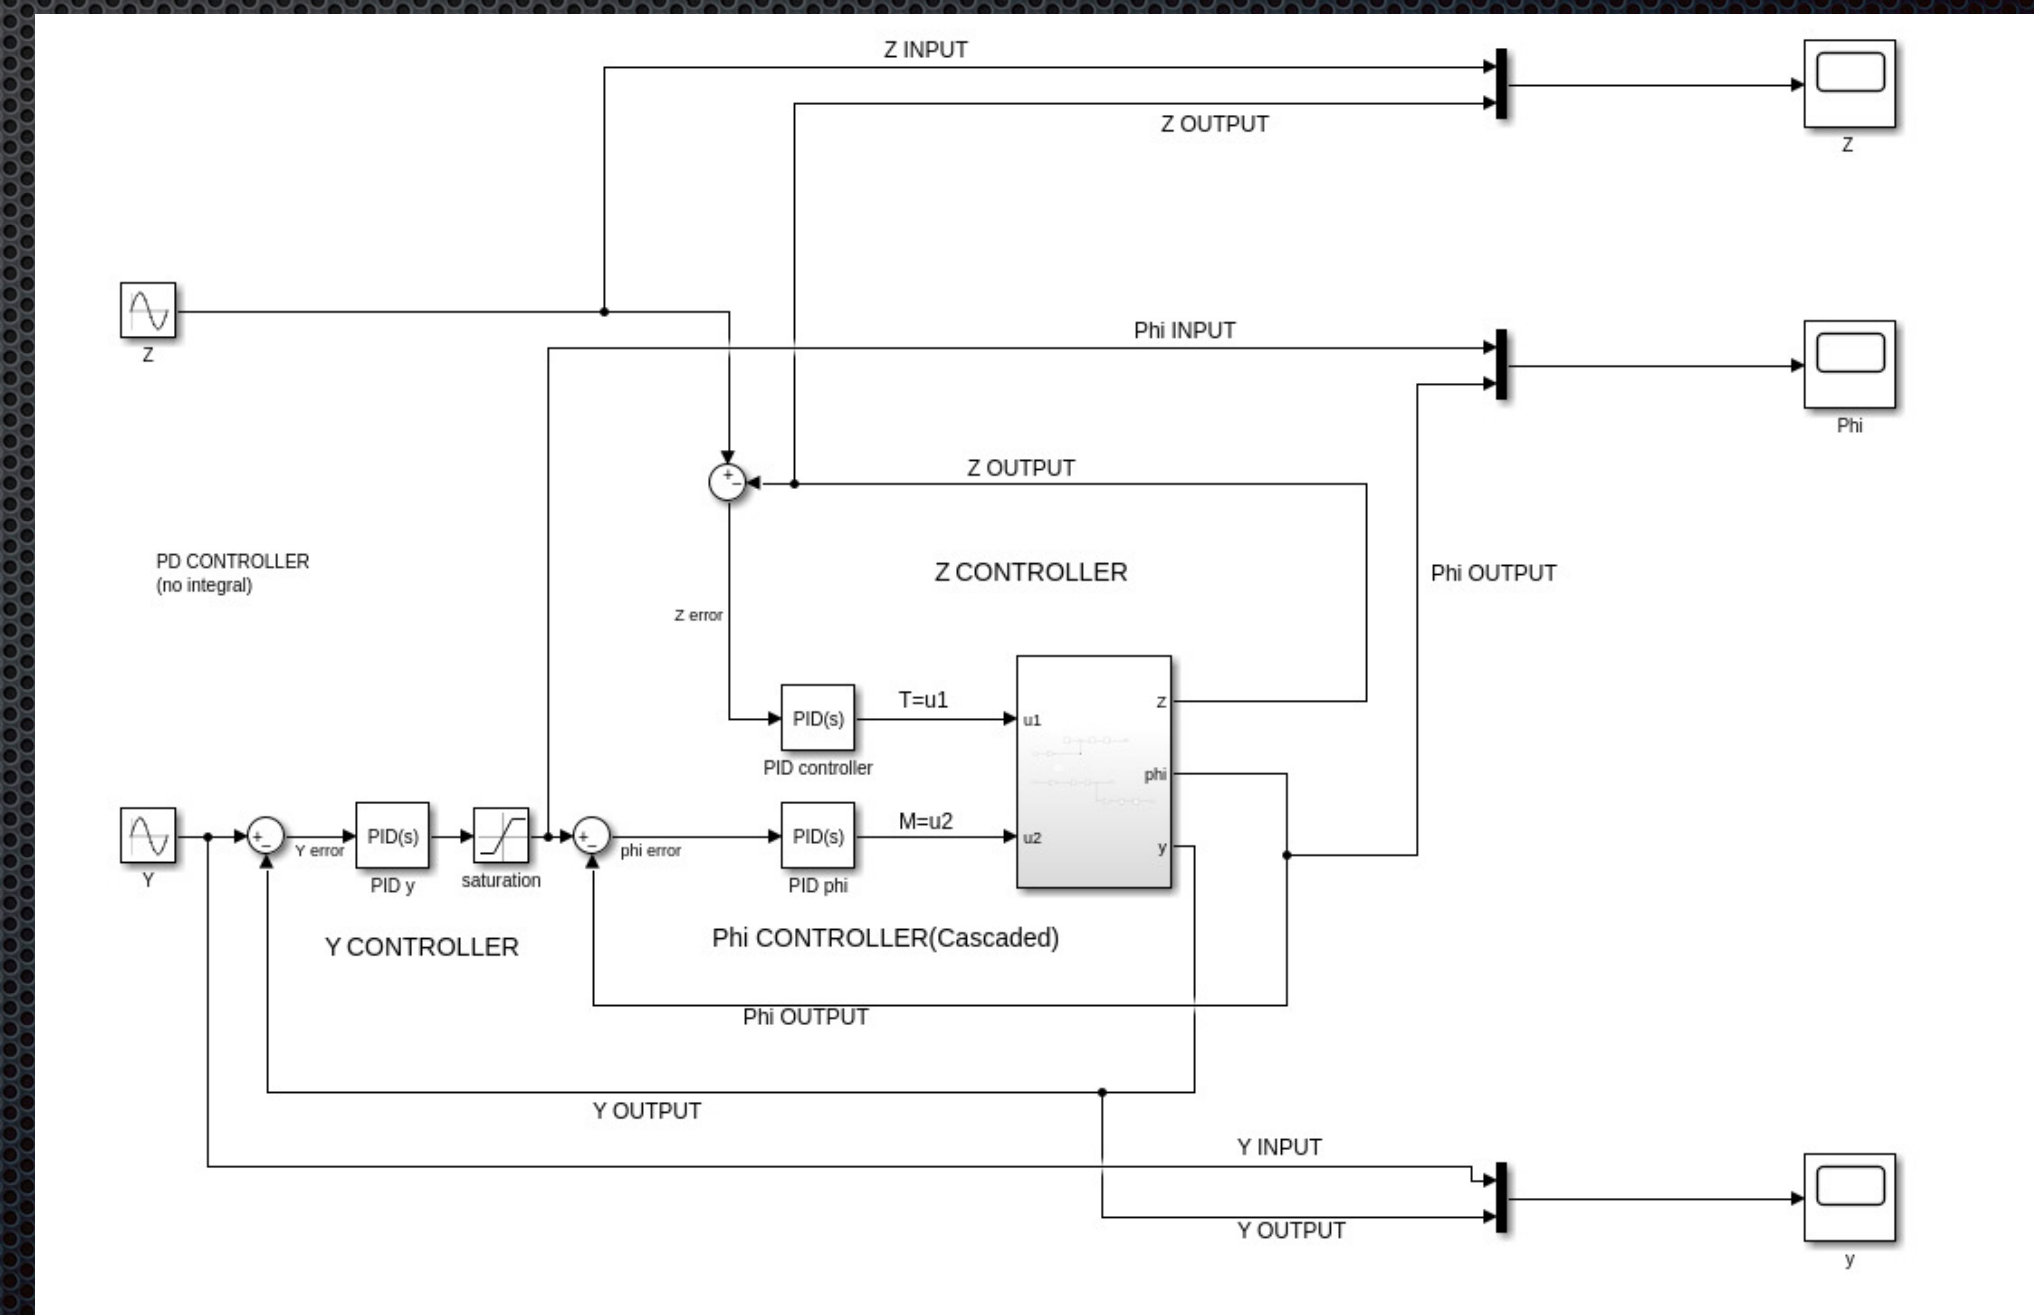 Z INPUT
Z OUTPUT
Z
Z
Phi INPUT
Phi
Z OUTPUT
PD CONTROLLER
(no integral)
Z CONTROLLER
Phi OUTPUT
Z error
PID(s)
PID controller
T=u1
u1
z
phi
y
u2
Y
+
−
Y error
PID(s)
PID y
saturation
+
−
phi error
PID(s)
PID phi
M=u2
+
−
Y CONTROLLER
Phi CONTROLLER(Cascaded)
Phi OUTPUT
Y OUTPUT
Y INPUT
Y OUTPUT
y